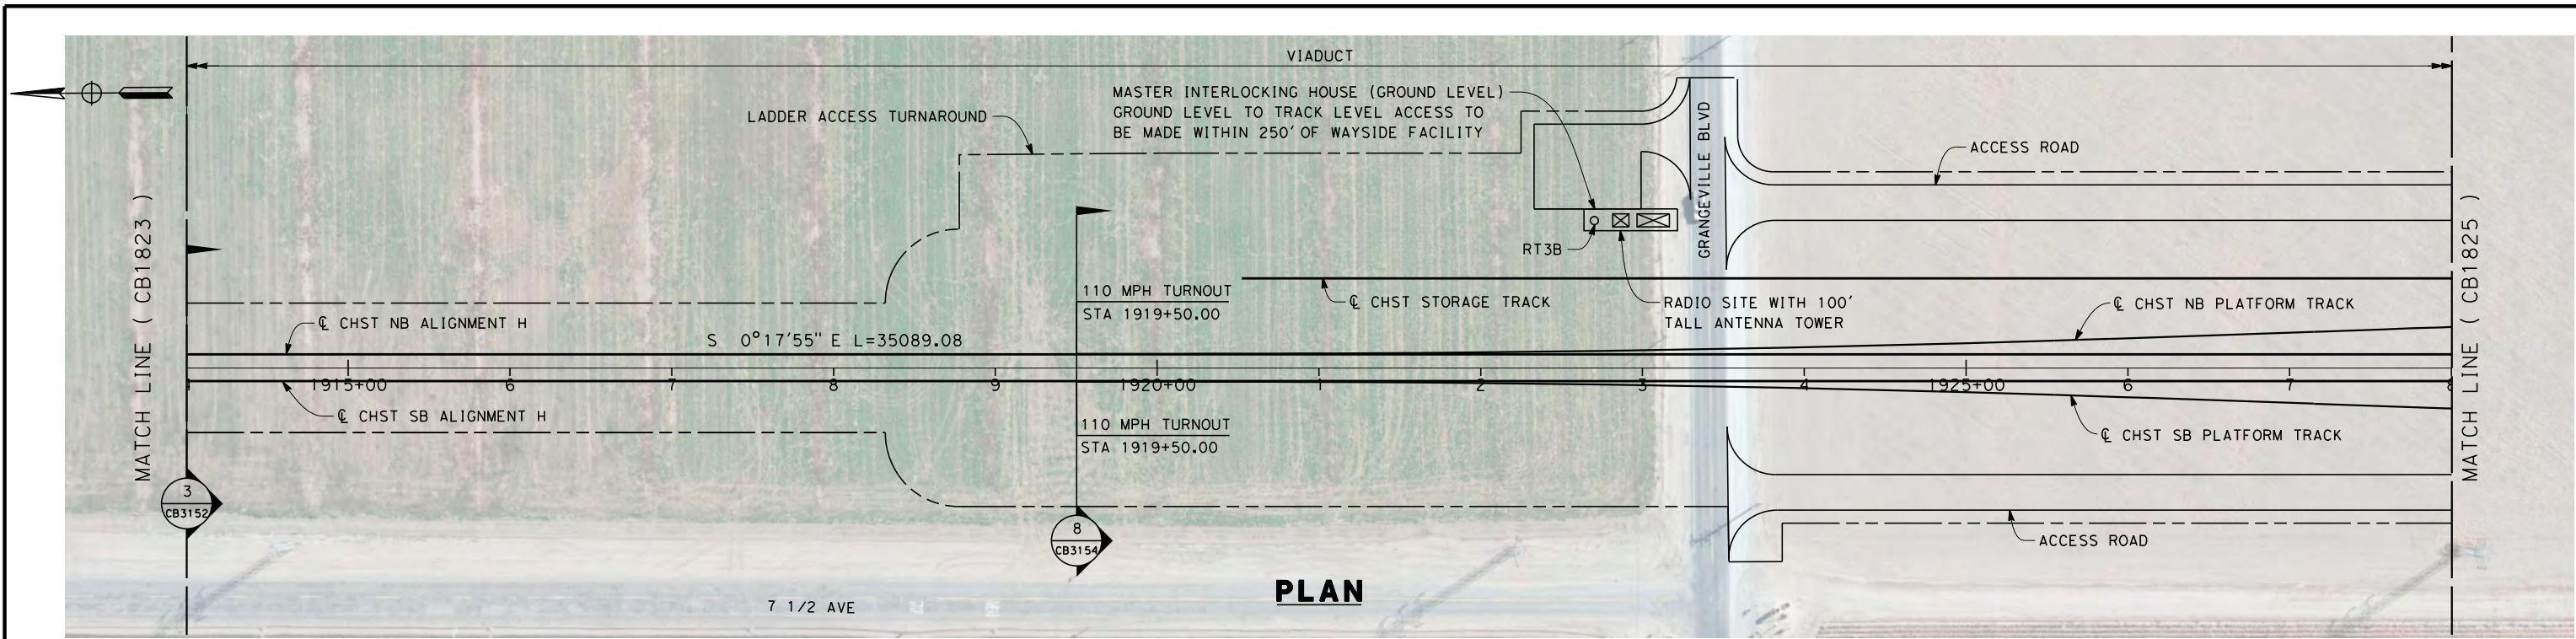 VIADUCT
MASTER INTERLOCKING HOUSE (GROUND LEVEL)
GROUND LEVEL TO TRACK LEVEL ACCESS TO
BE MADE WITHIN 250' OF WAYSIDE FACILITY
LADDER ACCESS TURNAROUND
GRANGEVILLE BLVD
ACCESS ROAD
MATCH LINE ( CB1823 )
MATCH LINE ( CB1825 )
RT3B
110 MPH TURNOUT
STA 1919+50.00
℄ CHST STORAGE TRACK
RADIO SITE WITH 100'
TALL ANTENNA TOWER
℄ CHST NB PLATFORM TRACK
℄ CHST NB ALIGNMENT H
S 0°17'55" E L=35089.08
1915+00 6 7 8 9 1920+00 1 2 3 4 1925+00 6 7 8
℄ CHST SB ALIGNMENT H
110 MPH TURNOUT
STA 1919+50.00
℄ CHST SB PLATFORM TRACK
3
CB3152
8
CB3154
ACCESS ROAD
PLAN
7 1/2 AVE